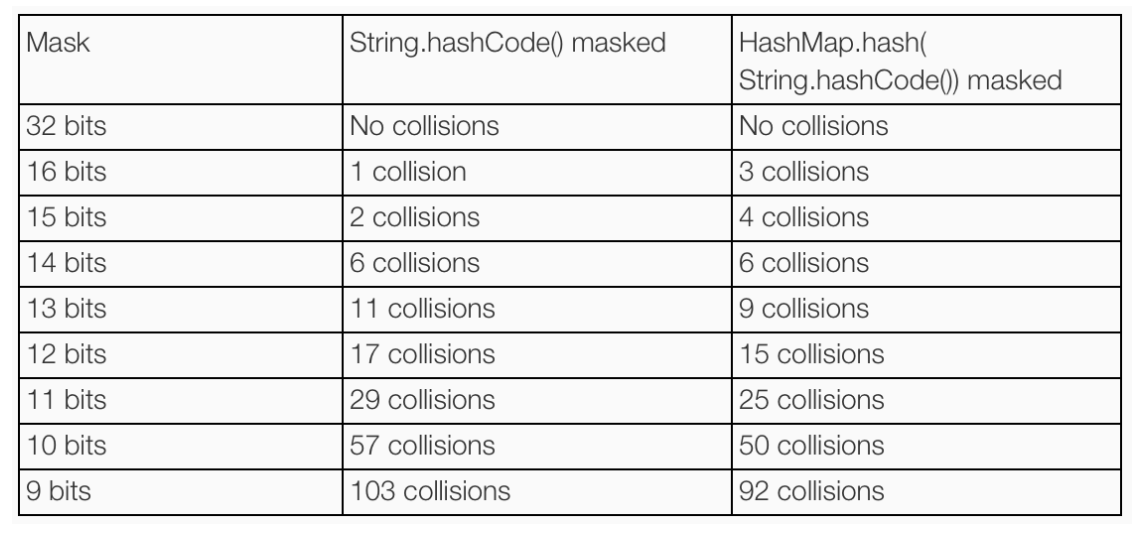 Mask String.hashCode() masked HashMap.hash(
String.hashCode()) masked
32 bits No collisions No collisions
16 bits 1 collision 3 collisions
15 bits 2 collisions 4 collisions
14 bits 6 collisions 6 collisions
13 bits 11 collisions 9 collisions
12 bits 17 collisions 15 collisions
11 bits 29 collisions 25 collisions
10 bits 57 collisions 50 collisions
9 bits 103 collisions 92 collisions